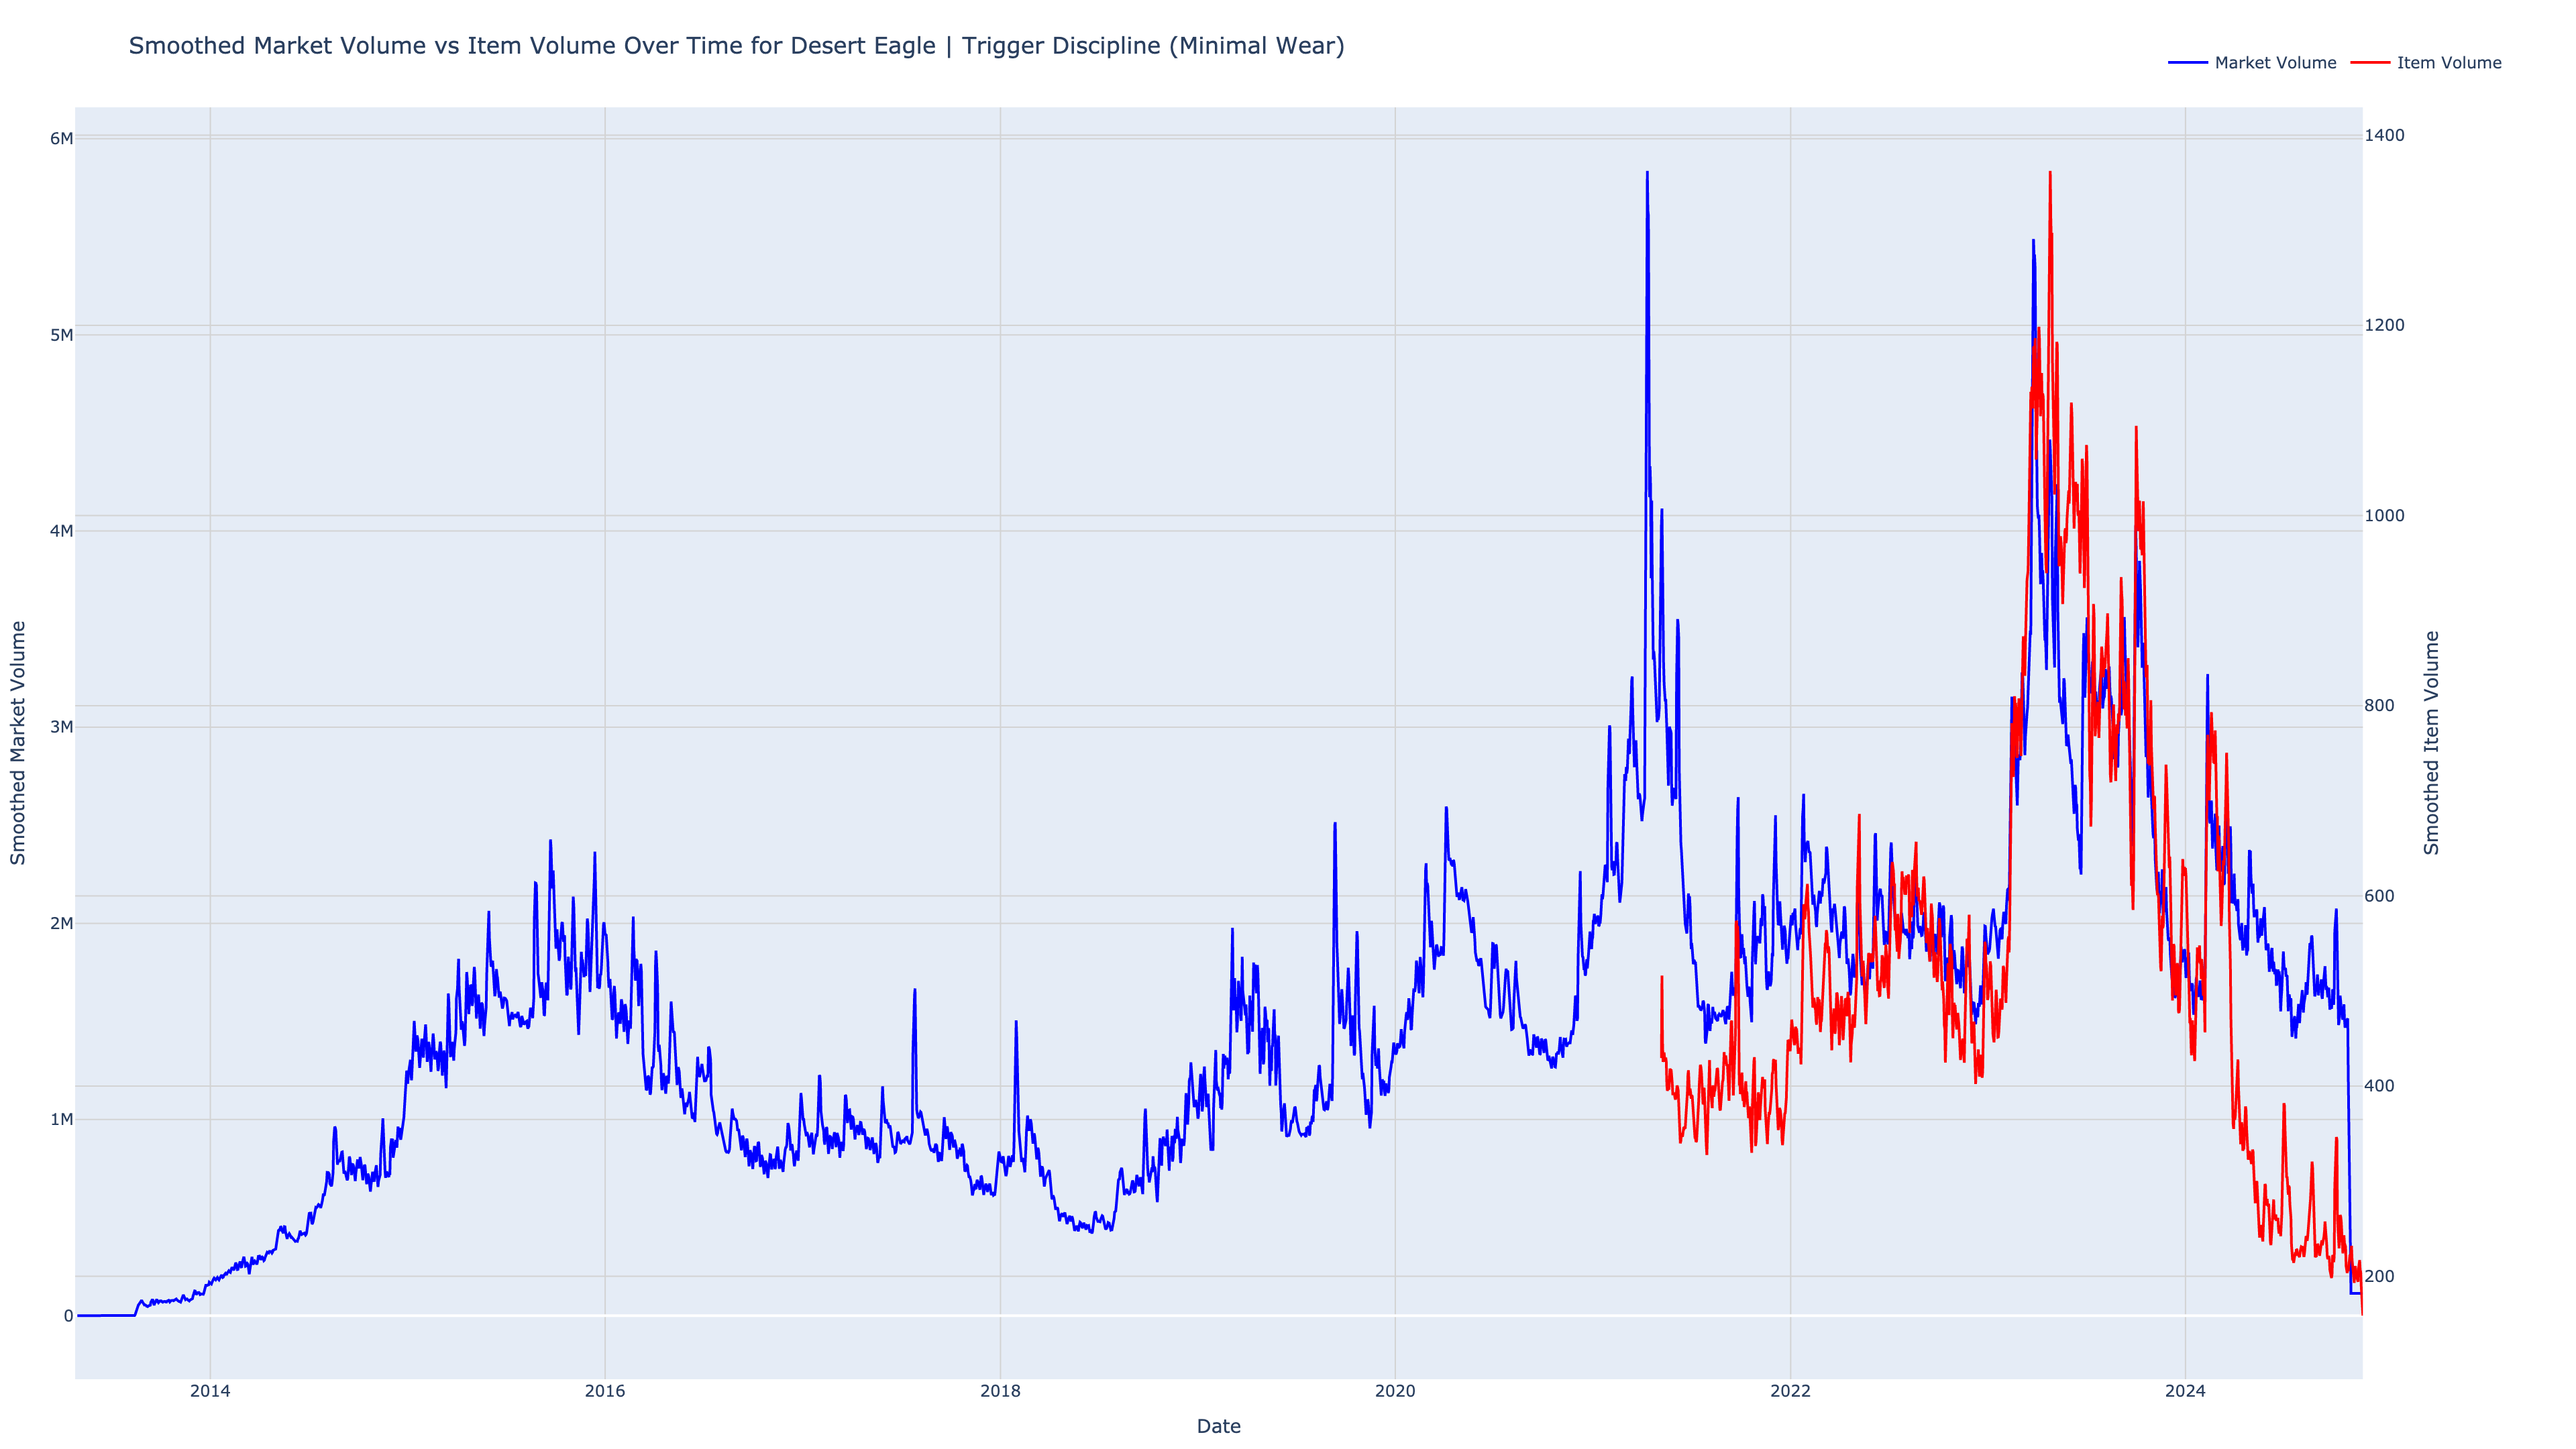 Smoothed Market Volume vs Item Volume Over Time for Desert Eagle | Trigger Discipline (Minimal Wear)
Market Volume
Item Volume
6M
5M
4M
3M
2M
1M
0
Smoothed Market Volume
1400
1200
1000
800
600
400
200
Smoothed Item Volume
2014
2016
2018
2020
2022
2024
Date